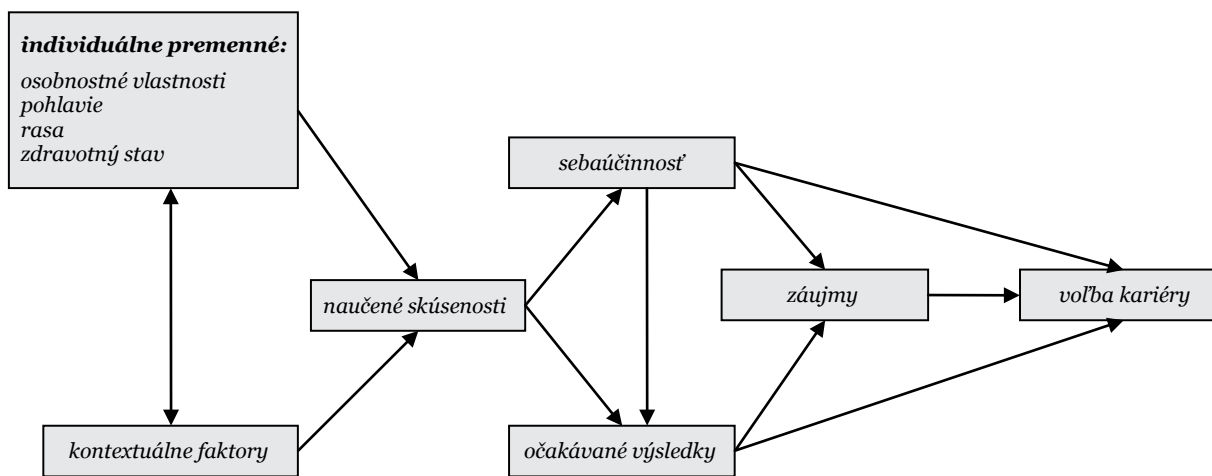 individuálne premenné:
osobnostné vlastnosti
pohlavie
rasa
zdravotný stav
sebaúčinnosť
naučené skúsenosti
záujmy
voľba kariéry
kontextuálne faktory
očakávané výsledky